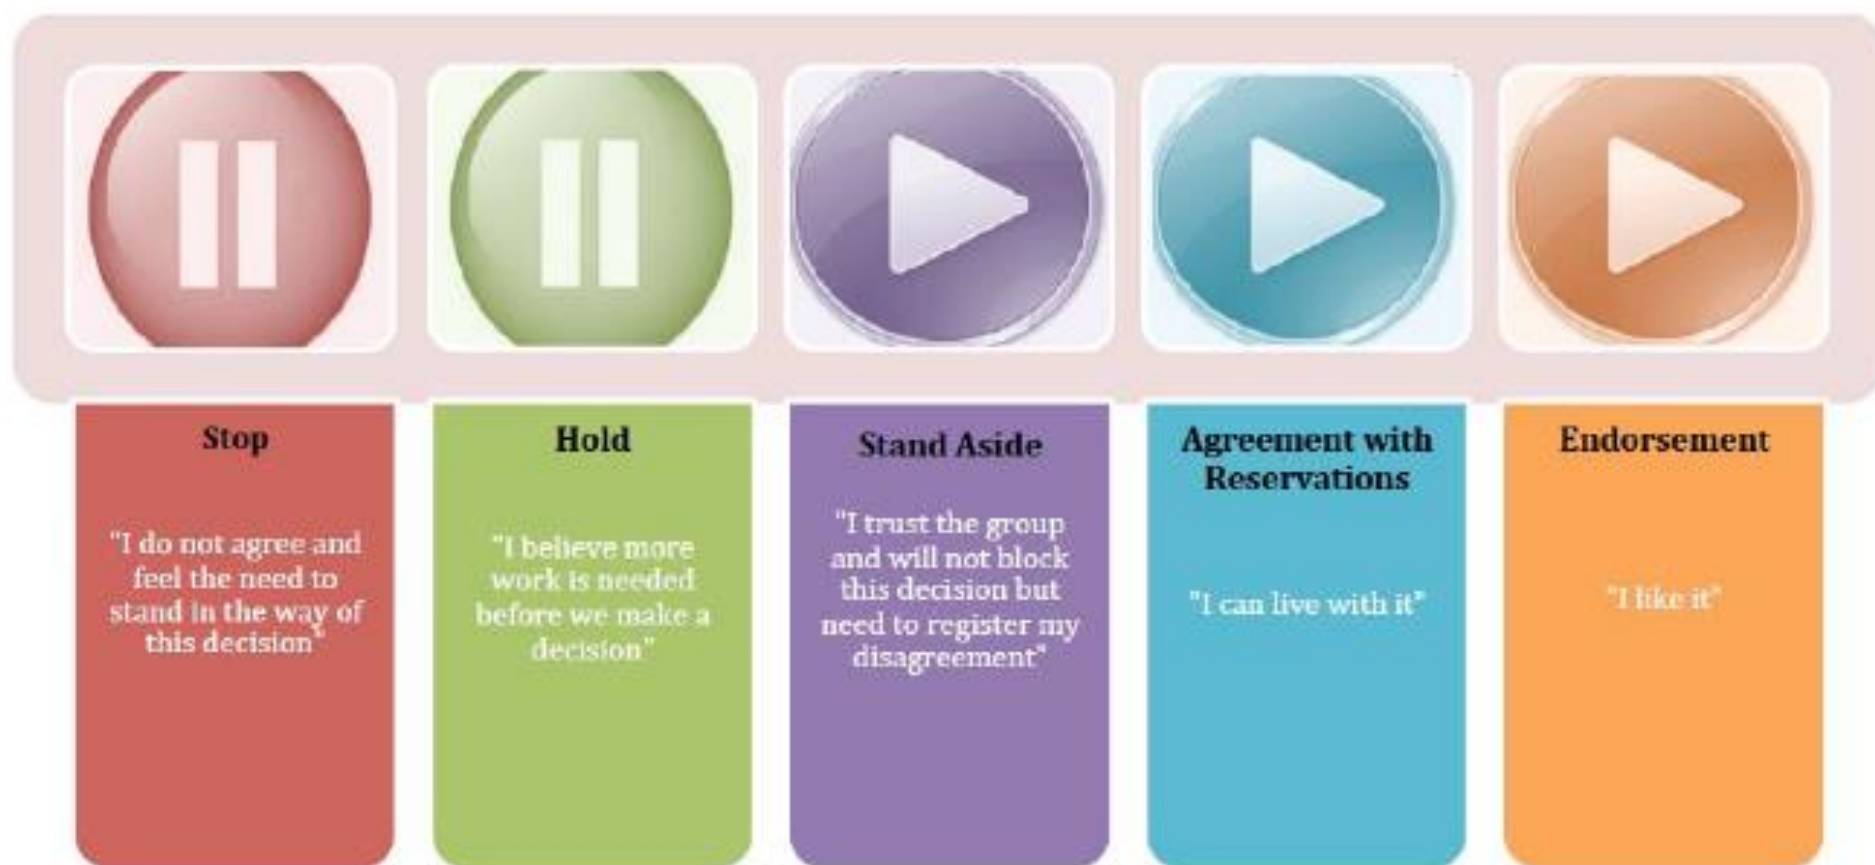 Stop
"I do not agree and
feel the need to
stand in the way of
this decision"
Hold
"I believe more
work is needed
before we make a
decision"
Stand Aside
"I trust the group
and will not block
this decision but
need to register my
disagreement"
Agreement with
Reservations
"I can live with it"
Endorsement
"I like it"